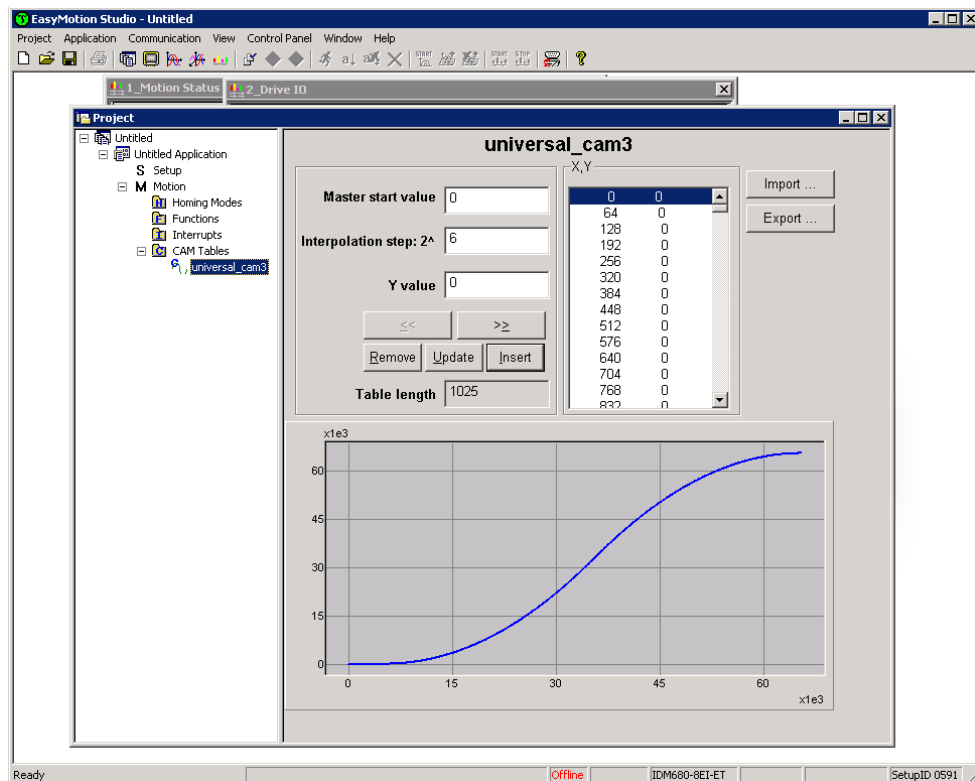 EasyMotion Studio - Untitled
Project Application Communication View Control Panel Window Help
1_Motion Status
2_Drive IO
Project
Untitled
Untitled Application
S Setup
M Motion
Homing Modes
Functions
Interrupts
CAM Tables
universal_cam3
universal_cam3
Master start value 0
Interpolation step: 2^ 6
Y value 0
<< >>
Remove Update Insert
Table length 1025
X,Y
0 0
64 0
128 0
192 0
256 0
320 0
384 0
448 0
512 0
576 0
640 0
704 0
768 0
832 0
Import ...
Export ...
x1e3
60
45
30
15
0
0 15 30 45 60
x1e3
Ready Offline IDM680-8EI-ET SetupID 0591